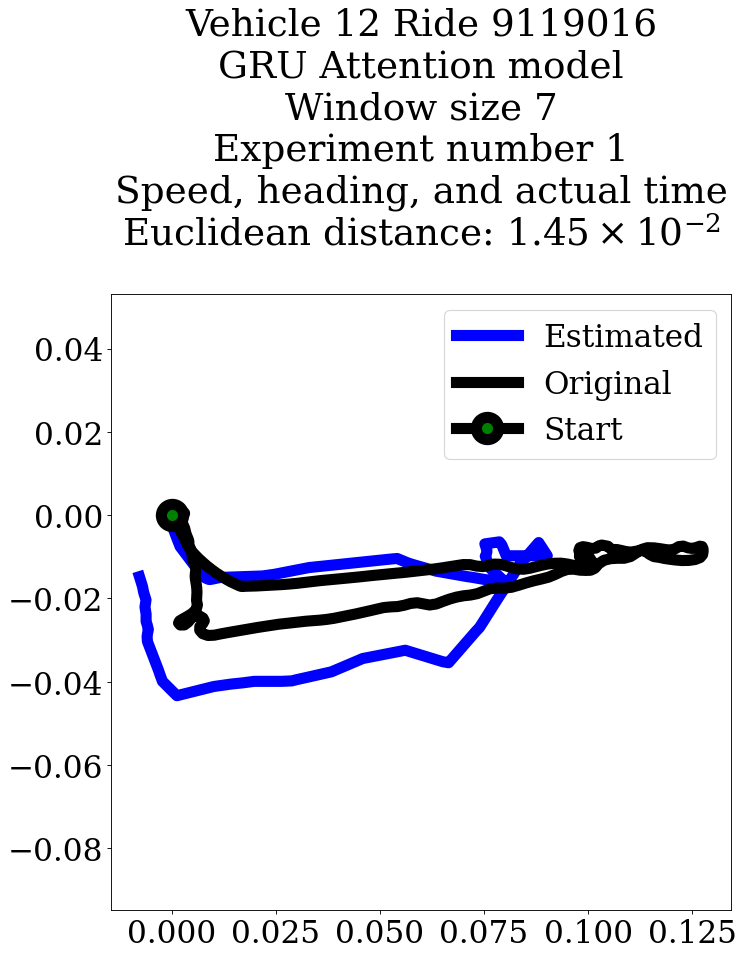 Vehicle 12 Ride 9119016
GRU Attention model
Window size 7
Experiment number 1
Speed, heading, and actual time
Euclidean distance: 1.45 × 10⁻²
Estimated
Original
Start
0.04
0.02
0.00
−0.02
−0.04
−0.06
−0.08
0.000 0.025 0.050 0.075 0.100 0.125